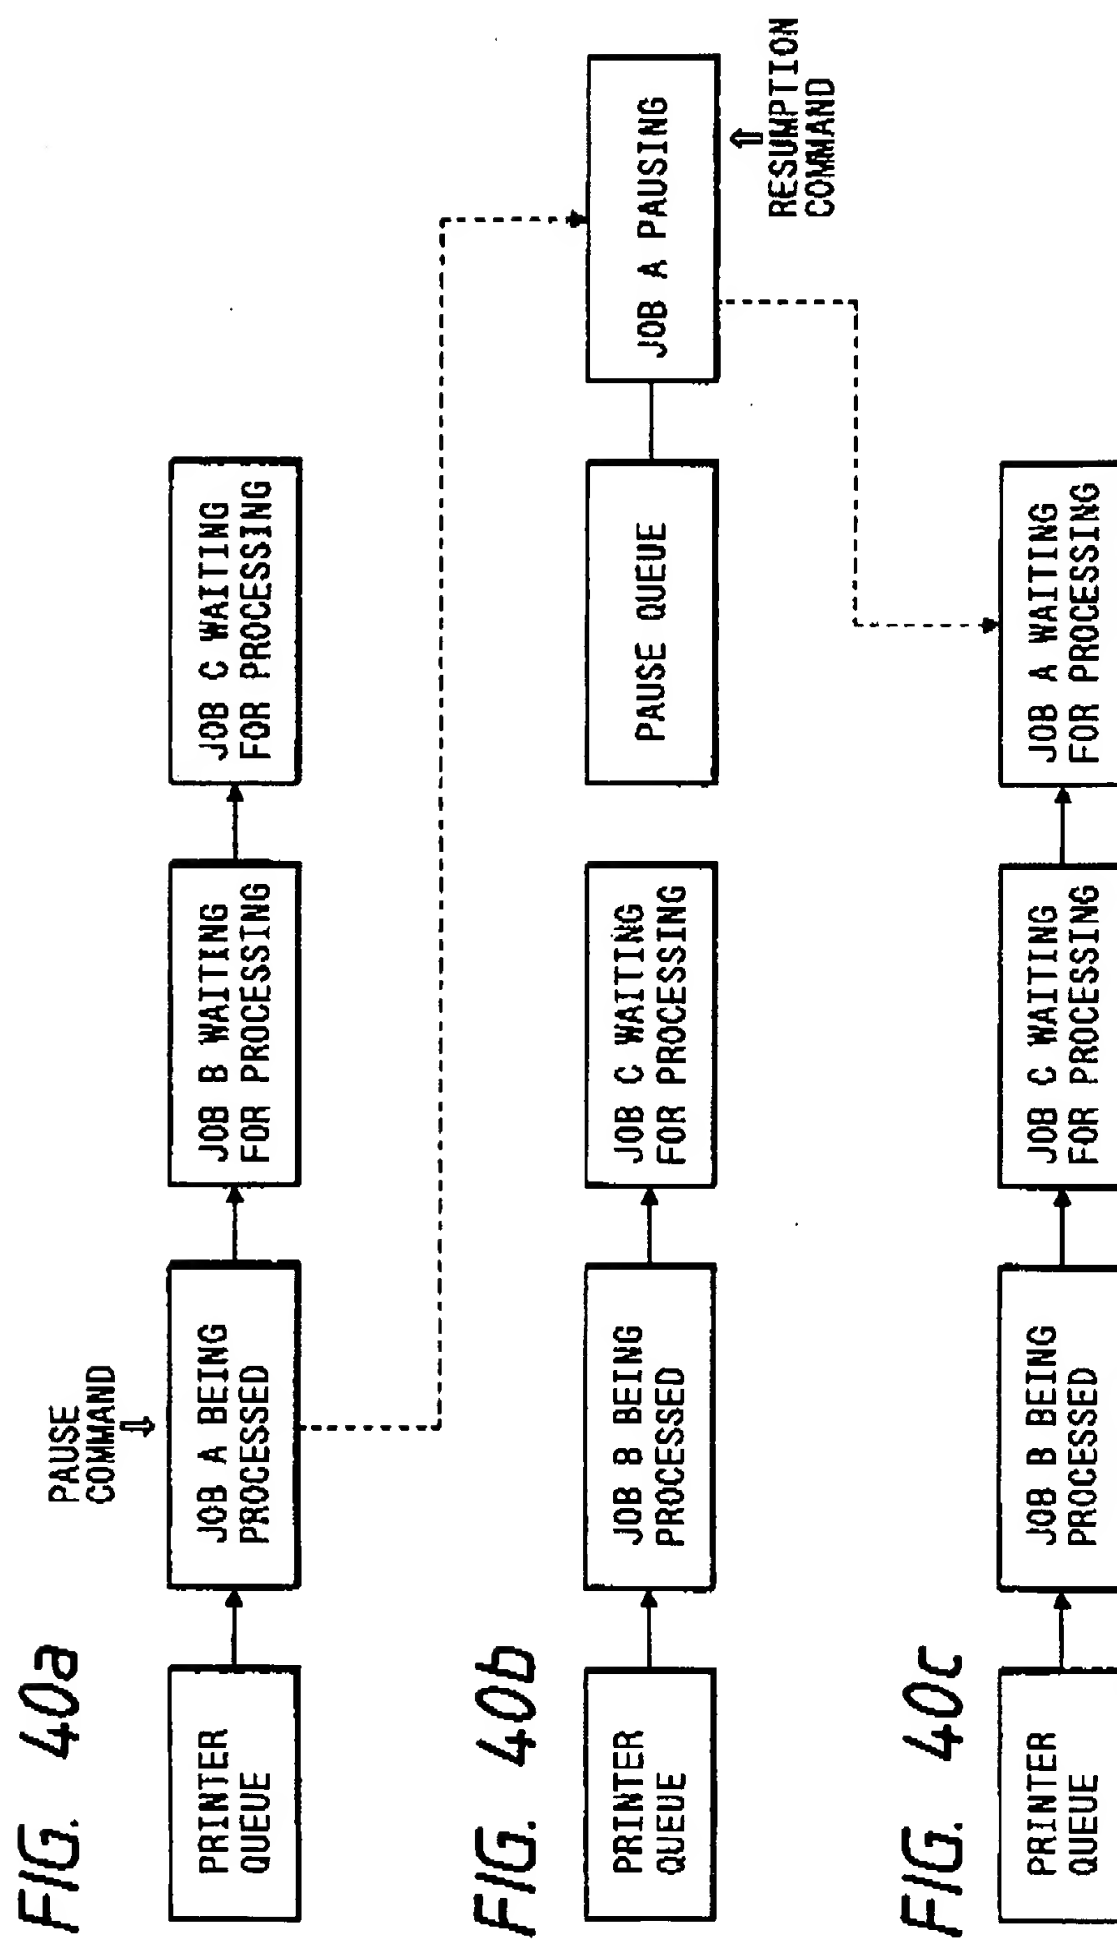 FIG. 40a
PAUSE
COMMAND
PRINTER
QUEUE
JOB A BEING
PROCESSED
JOB B WAITING
FOR PROCESSING
JOB C WAITING
FOR PROCESSING
FIG. 40b
PRINTER
QUEUE
JOB B BEING
PROCESSED
JOB C WAITING
FOR PROCESSING
PAUSE QUEUE
JOB A PAUSING
RESUMPTION
COMMAND
FIG. 40c
PRINTER
QUEUE
JOB B BEING
PROCESSED
JOB C WAITING
FOR PROCESSING
JOB A WAITING
FOR PROCESSING